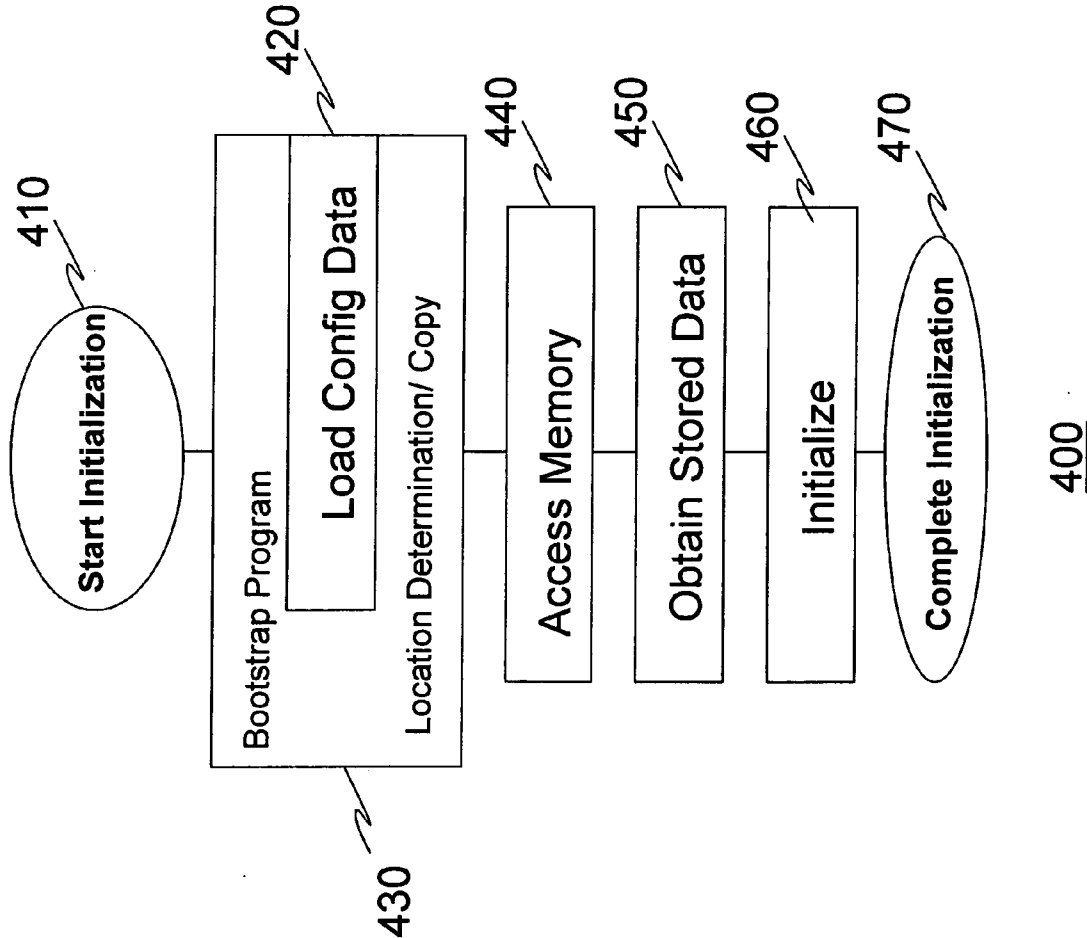 Start Initialization
410
Bootstrap Program
Load Config Data
420
Location Determination/ Copy
430
Access Memory
440
Obtain Stored Data
450
Initialize
460
Complete Initialization
470
400